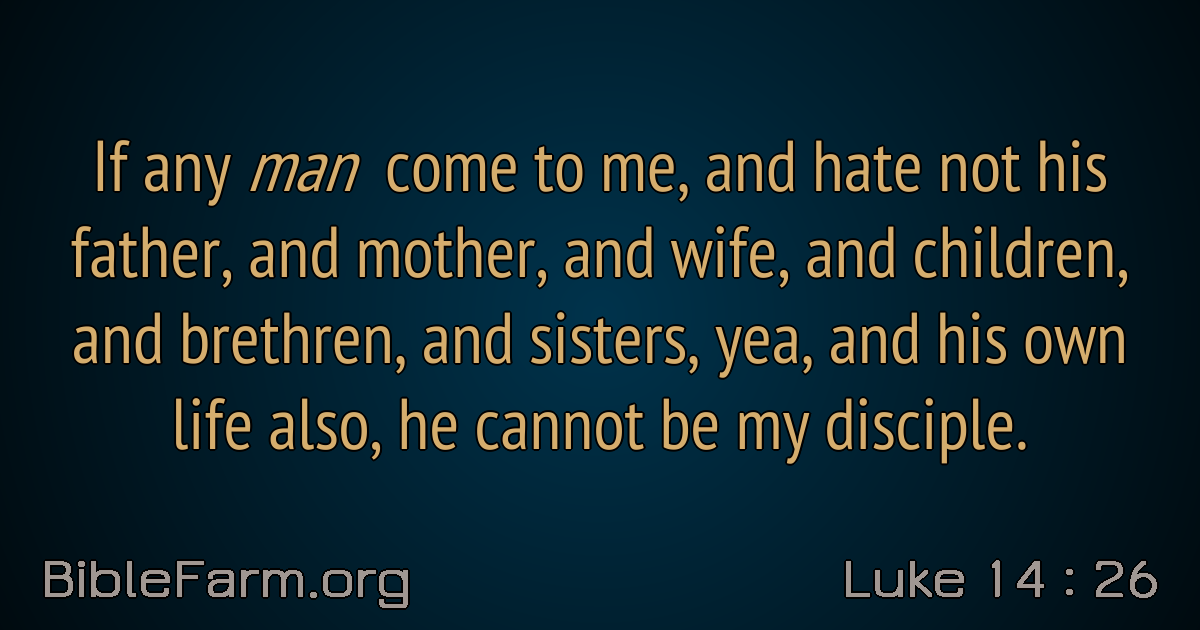 If any man come to me, and hate not his
father, and mother, and wife, and children,
and brethren, and sisters, yea, and his own
life also, he cannot be my disciple.
BibleFarm.org
Luke 14 : 26